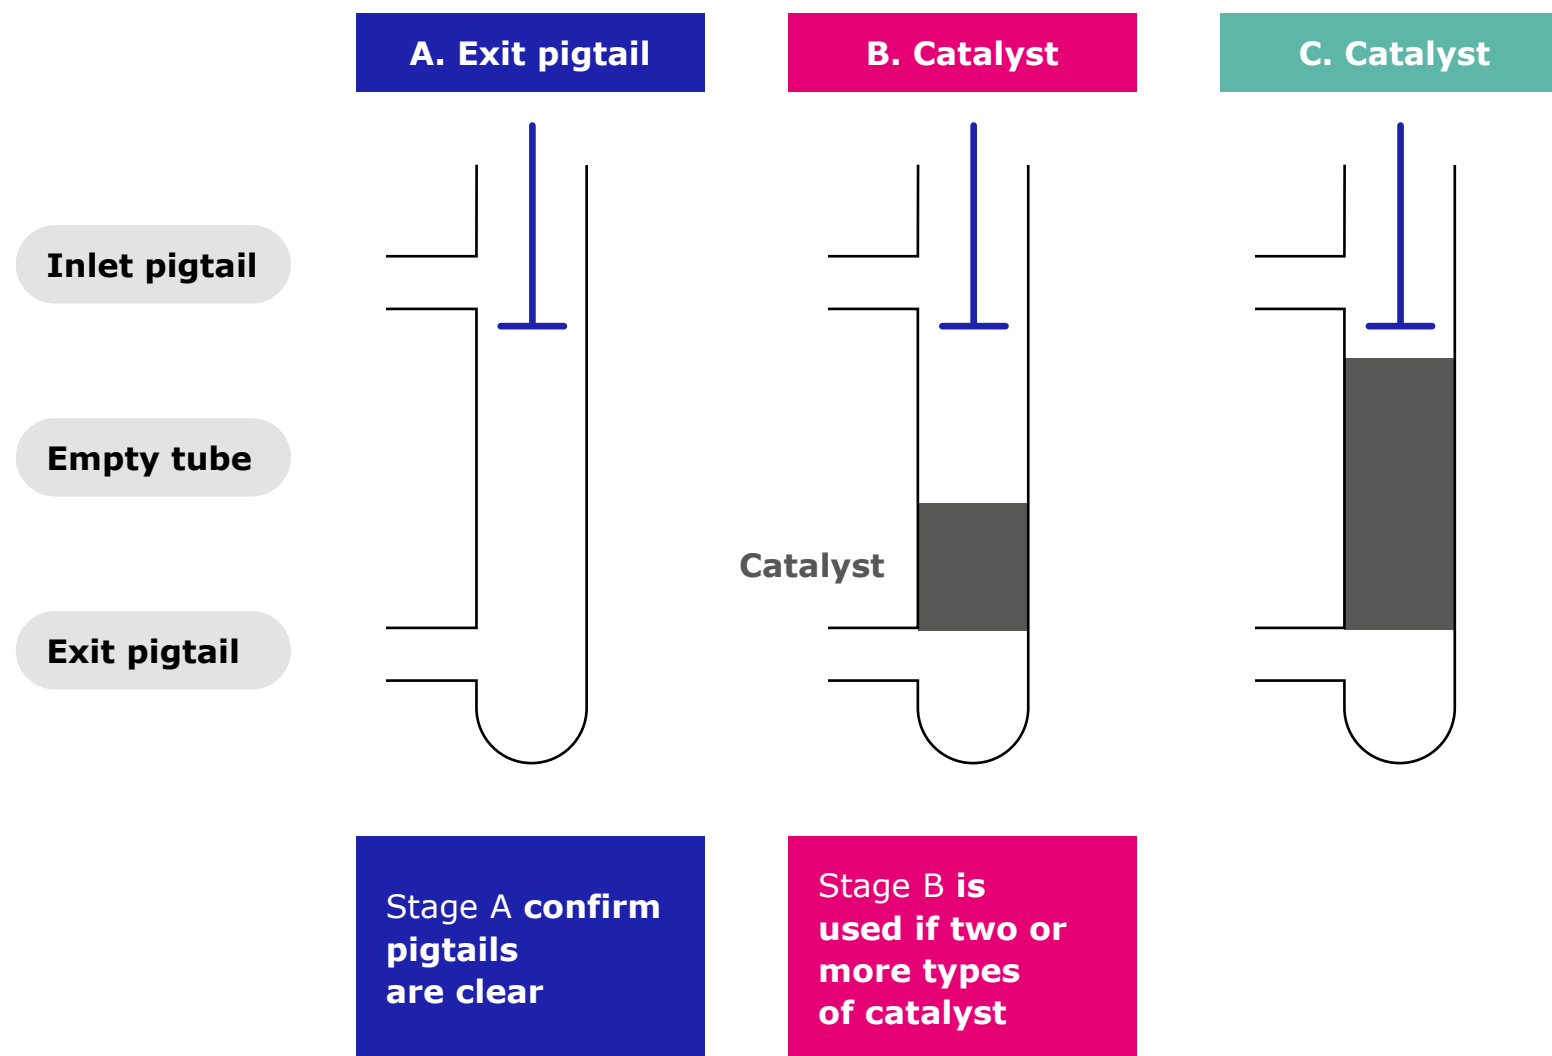 A. Exit pigtail
B. Catalyst
C. Catalyst
Inlet pigtail
Empty tube
Catalyst
Exit pigtail
Stage A confirm
pigtails
are clear
Stage B is
used if two or
more types
of catalyst